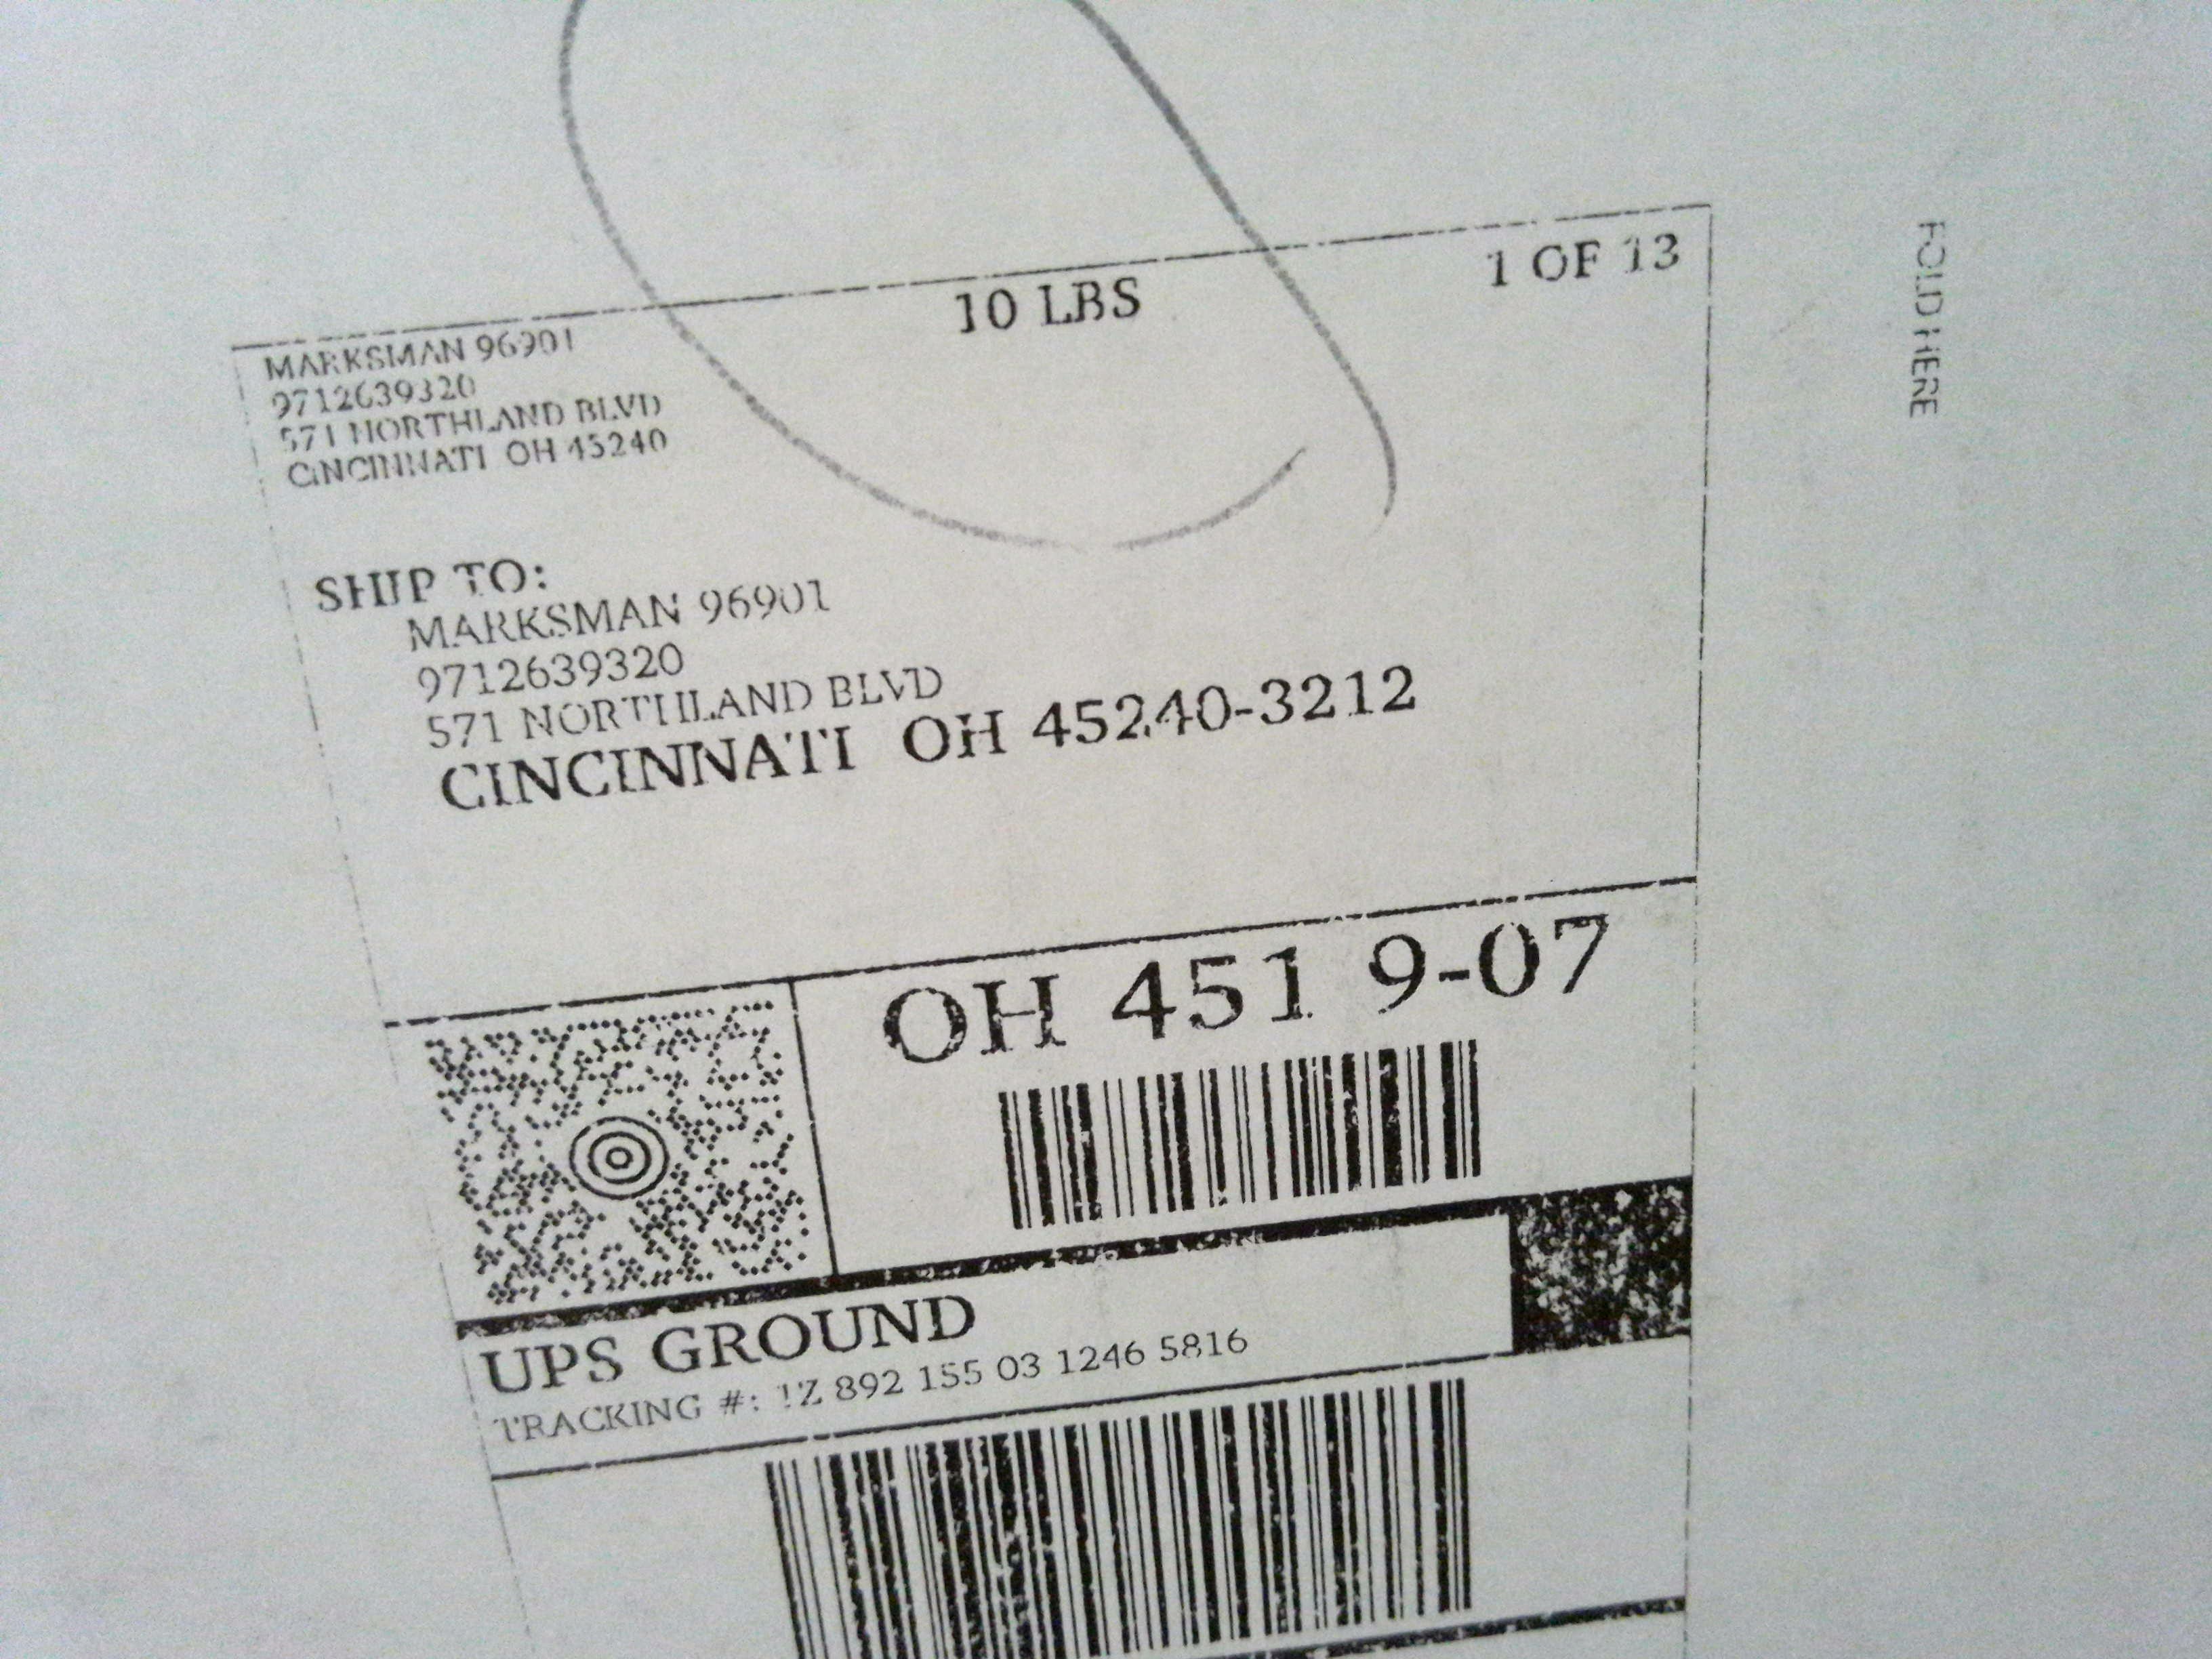 10 LBS
1 OF 13
MARKSMAN 96901
9712639320
571 NORTHLAND BLVD
CINCINNATI OH 45240
SHIP TO:
MARKSMAN 96901
9712639320
571 NORTHLAND BLVD
CINCINNATI OH 45240-3212
OH 451 9-07
UPS GROUND
TRACKING #: 1Z 892 155 03 1246 5816
FOLD HERE